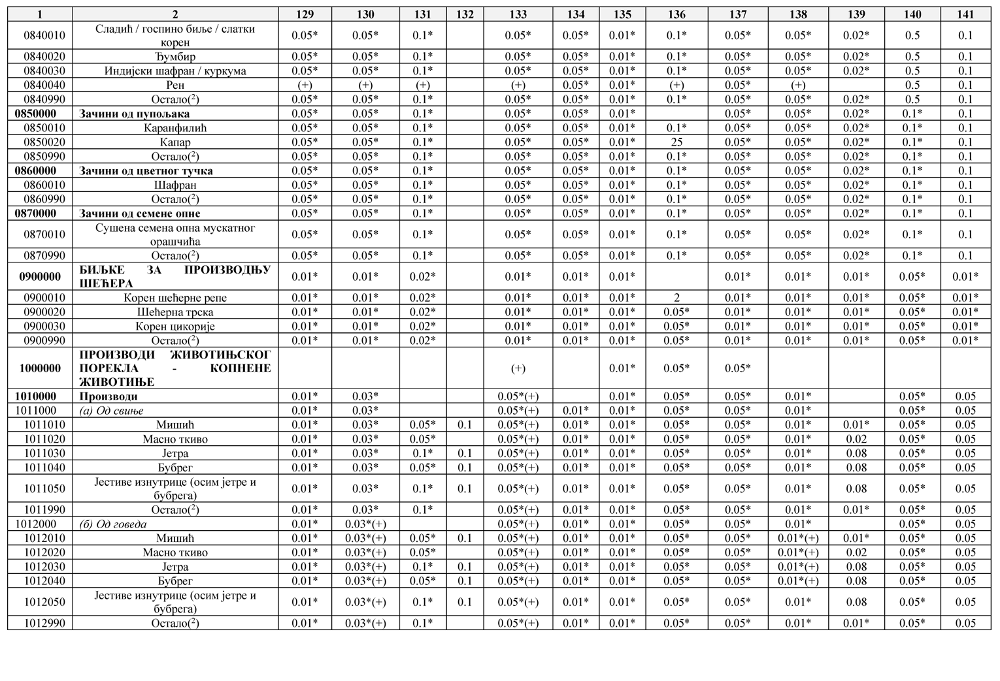 1 2 129 130 131 132 133 134 135 136 137 138 139 140 141
0840010 Сладић / госпино биље / слатки корен 0.05* 0.05* 0.1* 0.05* 0.05* 0.01* 0.1* 0.05* 0.05* 0.02* 0.5 0.1
0840020 Ђумбир 0.05* 0.05* 0.1* 0.05* 0.05* 0.01* 0.1* 0.05* 0.05* 0.02* 0.5 0.1
0840030 Индијски шафран / куркума 0.05* 0.05* 0.1* 0.05* 0.05* 0.01* 0.1* 0.05* 0.05* 0.02* 0.5 0.1
0840040 Рен (+) (+) (+) (+) 0.05* 0.01* (+) 0.05* (+) 0.5 0.1
0840990 Остало(²) 0.05* 0.05* 0.1* 0.05* 0.05* 0.01* 0.1* 0.05* 0.05* 0.02* 0.5 0.1
0850000 Зачини од пупољака 0.05* 0.05* 0.1* 0.05* 0.05* 0.01* 0.05* 0.05* 0.02* 0.1* 0.1
0850010 Каранфилић 0.05* 0.05* 0.1* 0.05* 0.05* 0.01* 0.1* 0.05* 0.05* 0.02* 0.1* 0.1
0850020 Капар 0.05* 0.05* 0.1* 0.05* 0.05* 0.01* 25 0.05* 0.05* 0.02* 0.1* 0.1
0850990 Остало(²) 0.05* 0.05* 0.1* 0.05* 0.05* 0.01* 0.1* 0.05* 0.05* 0.02* 0.1* 0.1
0860000 Зачини од цветног тучка 0.05* 0.05* 0.1* 0.05* 0.05* 0.01* 0.1* 0.05* 0.05* 0.02* 0.1* 0.1
0860010 Шафран 0.05* 0.05* 0.1* 0.05* 0.05* 0.01* 0.1* 0.05* 0.05* 0.02* 0.1* 0.1
0860990 Остало(²) 0.05* 0.05* 0.1* 0.05* 0.05* 0.01* 0.1* 0.05* 0.05* 0.02* 0.1* 0.1
0870000 Зачини од семене опне 0.05* 0.05* 0.1* 0.05* 0.05* 0.01* 0.1* 0.05* 0.05* 0.02* 0.1* 0.1
0870010 Сушена семена опна мускатног орашчића 0.05* 0.05* 0.1* 0.05* 0.05* 0.01* 0.1* 0.05* 0.05* 0.02* 0.1* 0.1
0870990 Остало(²) 0.05* 0.05* 0.1* 0.05* 0.05* 0.01* 0.1* 0.05* 0.05* 0.02* 0.1* 0.1
0900000 БИЉКЕ ЗА ПРОИЗВОДЊУ ШЕЋЕРА 0.01* 0.01* 0.02* 0.01* 0.01* 0.01* 0.01* 0.01* 0.01* 0.05* 0.01*
0900010 Корен шећерне репе 0.01* 0.01* 0.02* 0.01* 0.01* 0.01* 2 0.01* 0.01* 0.01* 0.05* 0.01*
0900020 Шећерна трска 0.01* 0.01* 0.02* 0.01* 0.01* 0.01* 0.05* 0.01* 0.01* 0.01* 0.05* 0.01*
0900030 Корен цикорије 0.01* 0.01* 0.02* 0.01* 0.01* 0.01* 0.05* 0.01* 0.01* 0.01* 0.05* 0.01*
0900990 Остало(²) 0.01* 0.01* 0.02* 0.01* 0.01* 0.01* 0.05* 0.01* 0.01* 0.01* 0.05* 0.01*
1000000 ПРОИЗВОДИ ЖИВОТИЊСКОГ ПОРЕКЛА - КОПНЕНЕ ЖИВОТИЊЕ (+) 0.01* 0.05* 0.05*
1010000 Производи 0.01* 0.03* 0.05*(+) 0.01* 0.05* 0.05* 0.01* 0.05* 0.05
1011000 (а) Од свиње 0.01* 0.03* 0.05*(+) 0.01* 0.01* 0.05* 0.05* 0.01* 0.05* 0.05
1011010 Мишић 0.01* 0.03* 0.05* 0.1 0.05*(+) 0.01* 0.01* 0.05* 0.05* 0.01* 0.01* 0.05* 0.05
1011020 Масно ткиво 0.01* 0.03* 0.05* 0.05*(+) 0.01* 0.01* 0.05* 0.05* 0.01* 0.02 0.05* 0.05
1011030 Јетра 0.01* 0.03* 0.1* 0.1 0.05*(+) 0.01* 0.01* 0.05* 0.05* 0.01* 0.08 0.05* 0.05
1011040 Бубрег 0.01* 0.03* 0.05* 0.1 0.05*(+) 0.01* 0.01* 0.05* 0.05* 0.01* 0.08 0.05* 0.05
1011050 Јестиве изнутрице (осим јетре и бубрега) 0.01* 0.03* 0.1* 0.1 0.05*(+) 0.01* 0.01* 0.05* 0.05* 0.01* 0.08 0.05* 0.05
1011990 Остало(²) 0.01* 0.03* 0.1* 0.05*(+) 0.01* 0.01* 0.05* 0.05* 0.01* 0.01* 0.05* 0.05
1012000 (б) Од говеда 0.01* 0.03*(+) 0.05*(+) 0.01* 0.01* 0.05* 0.05* 0.01* 0.05* 0.05
1012010 Мишић 0.01* 0.03*(+) 0.05* 0.1 0.05*(+) 0.01* 0.01* 0.05* 0.05* 0.01*(+) 0.01* 0.05* 0.05
1012020 Масно ткиво 0.01* 0.03*(+) 0.05* 0.05*(+) 0.01* 0.01* 0.05* 0.05* 0.01*(+) 0.02 0.05* 0.05
1012030 Јетра 0.01* 0.03*(+) 0.1* 0.1 0.05*(+) 0.01* 0.01* 0.05* 0.05* 0.01*(+) 0.08 0.05* 0.05
1012040 Бубрег 0.01* 0.03*(+) 0.05* 0.1 0.05*(+) 0.01* 0.01* 0.05* 0.05* 0.01*(+) 0.08 0.05* 0.05
1012050 Јестиве изнутрице (осим јетре и бубрега) 0.01* 0.03*(+) 0.1* 0.1 0.05*(+) 0.01* 0.01* 0.05* 0.05* 0.01* 0.08 0.05* 0.05
1012990 Остало(²) 0.01* 0.03*(+) 0.1* 0.05*(+) 0.01* 0.01* 0.05* 0.05* 0.01* 0.01* 0.05* 0.05